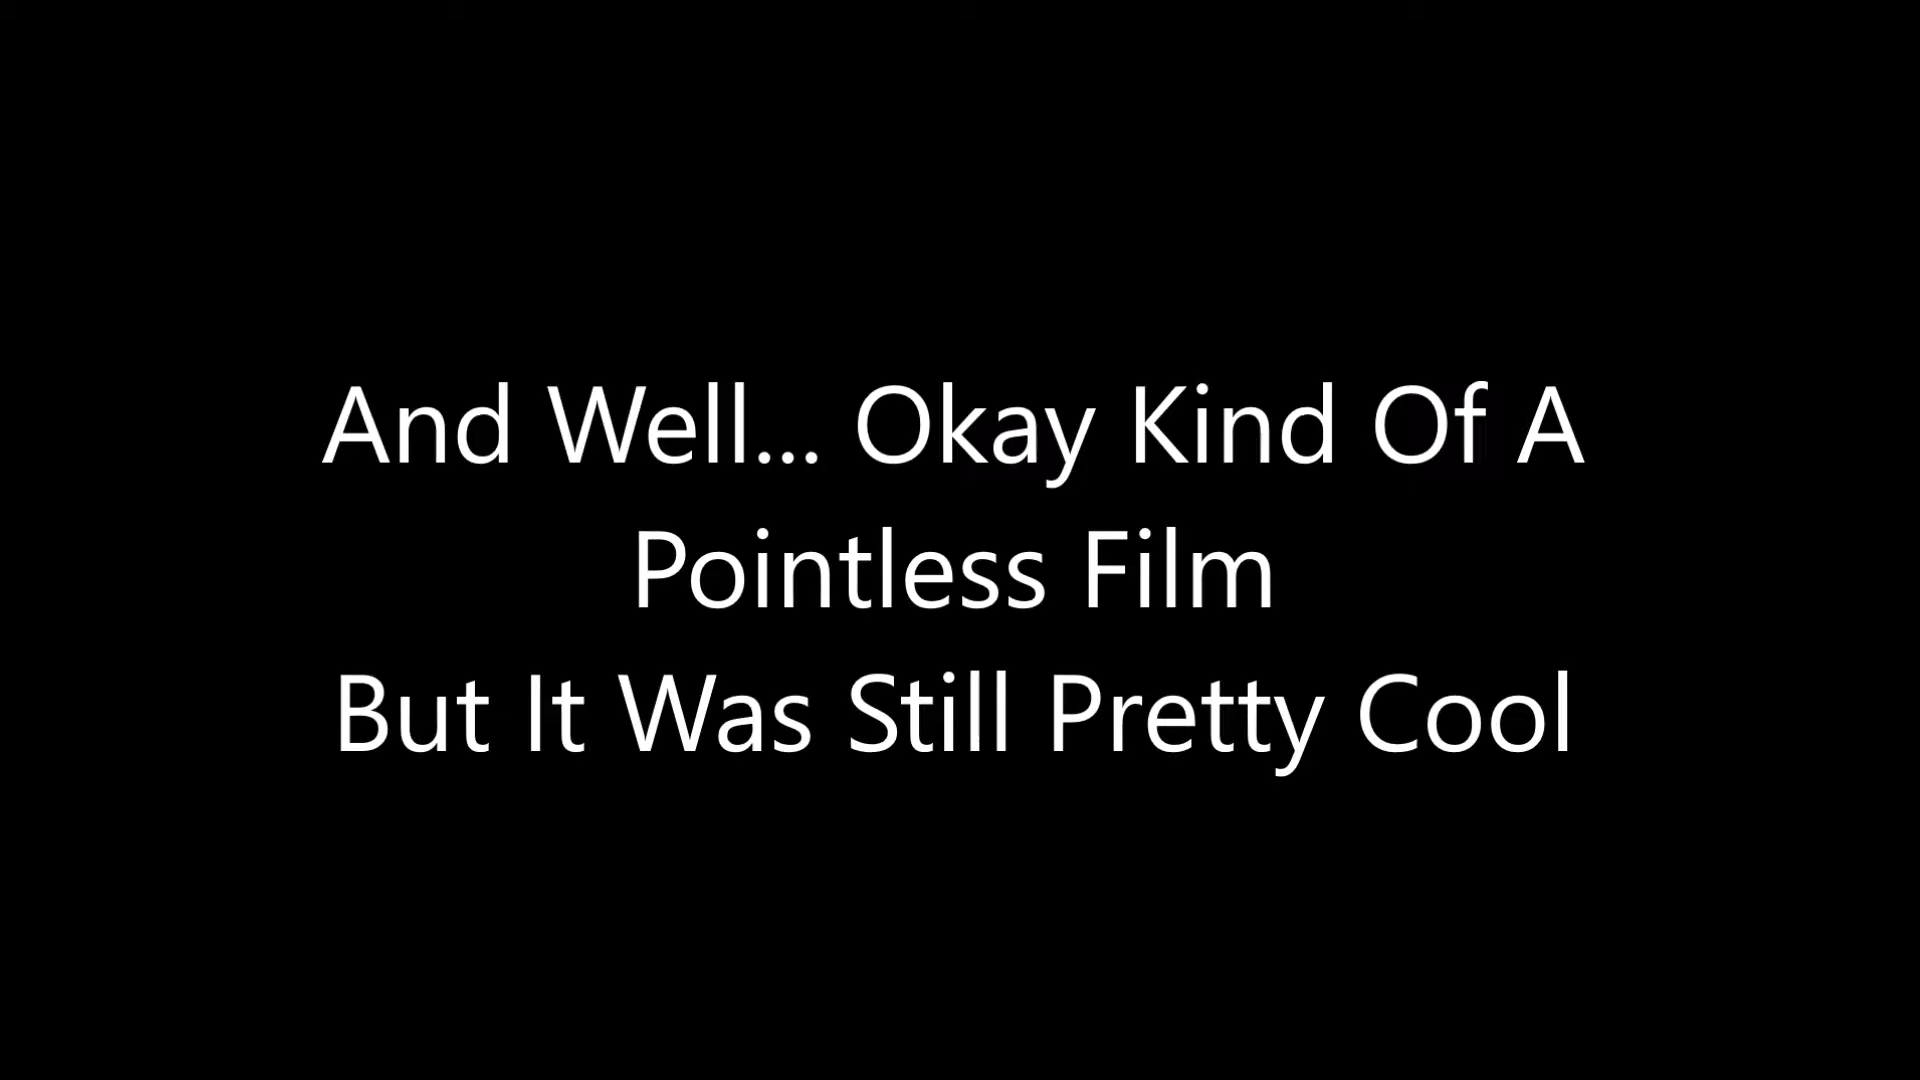 And Well... Okay Kind Of A
Pointless Film
But It Was Still Pretty Cool